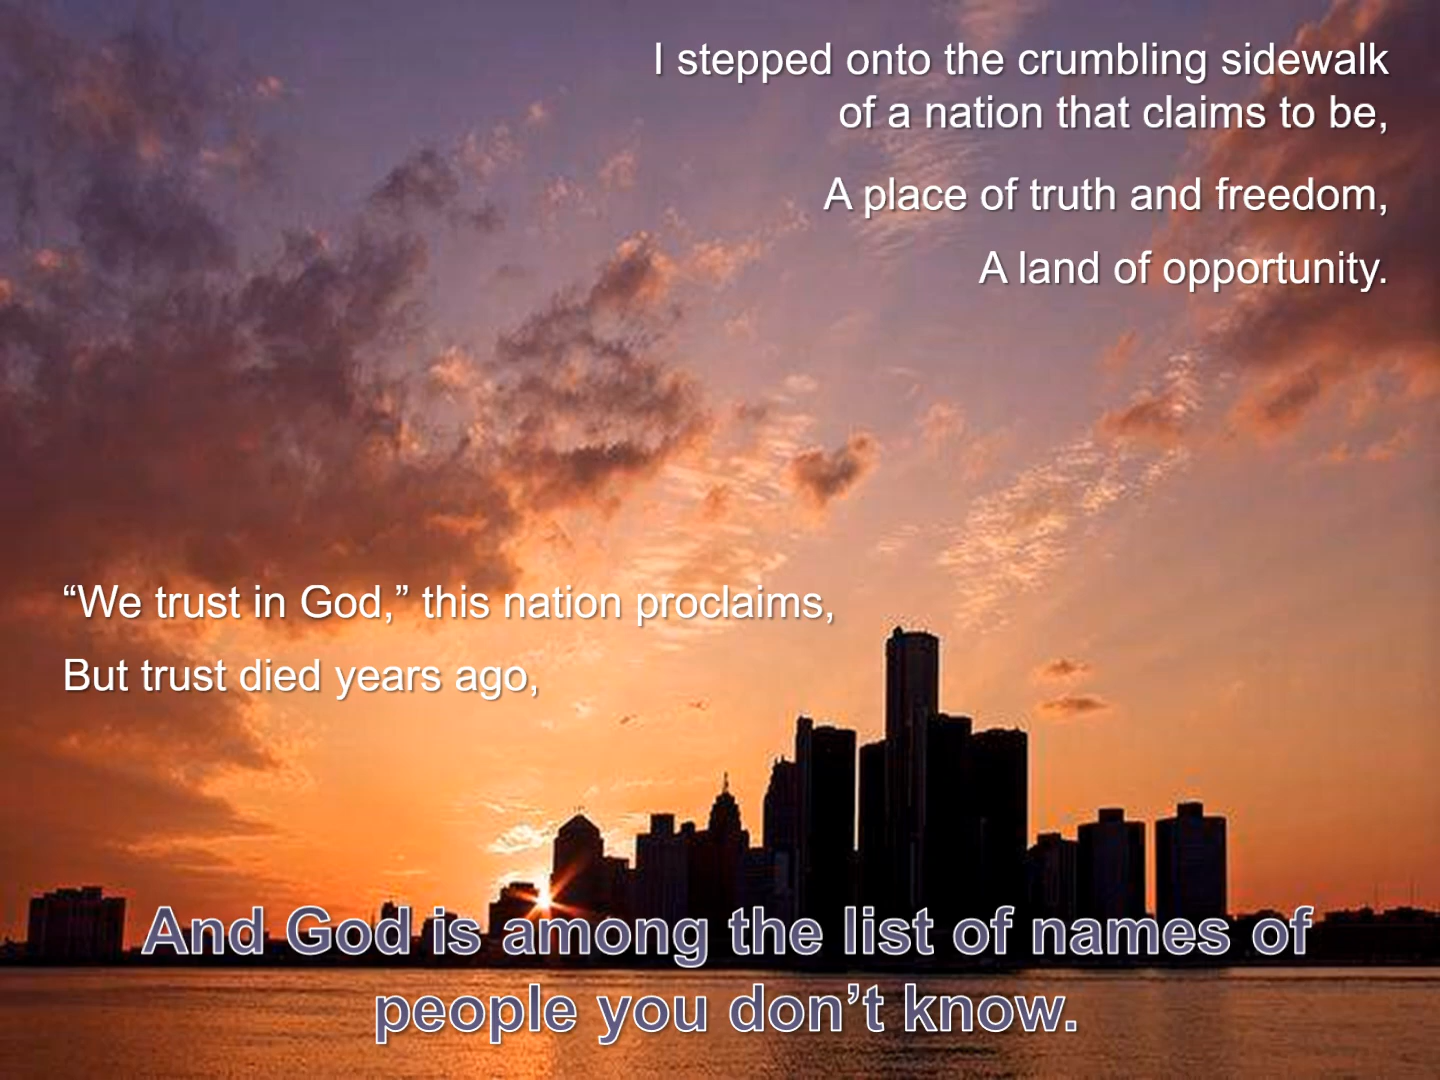 I stepped onto the crumbling sidewalk
of a nation that claims to be,
A place of truth and freedom,
A land of opportunity.
“We trust in God,” this nation proclaims,
But trust died years ago,
And God is among the list of names of
people you don’t know.